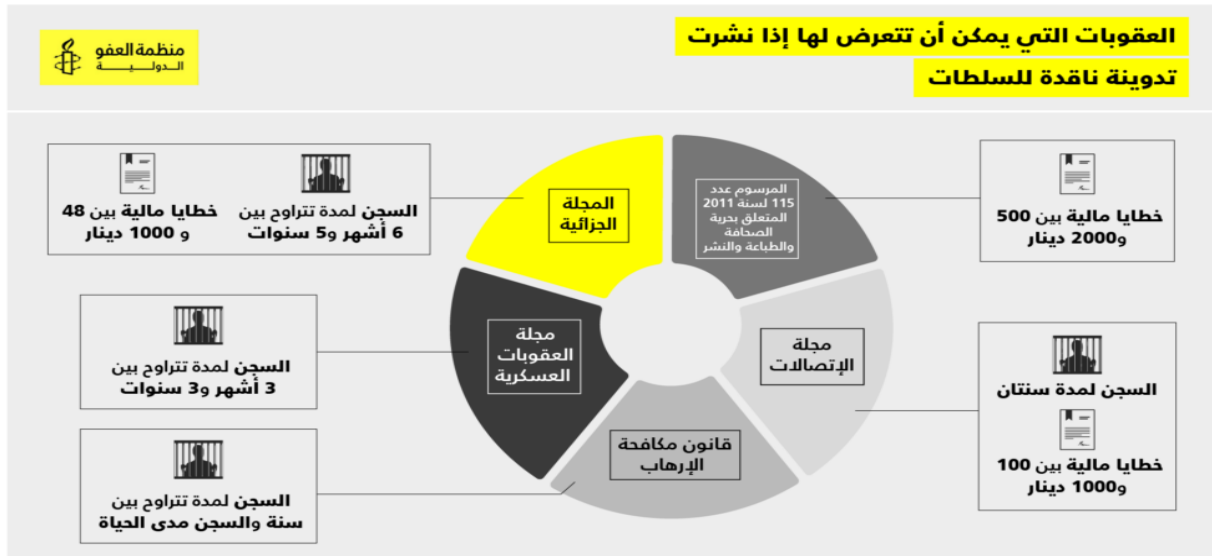 العقوبات التي يمكن أن تتعرض لها إذا نشرت
تدوينة ناقدة للسلطات
منظمة العفو
الدولية
المرسوم عدد
115 لسنة 2011
المتعلق بحرية
الصحافة
والطباعة والنشر
خطايا مالية بين 500
و2000 دينار
مجلة
الإتصالات
السجن لمدة سنتان
خطايا مالية بين 100
و1000 دينار
قانون مكافحة
الإرهاب
السجن لمدة تتراوح بين
سنة والسجن مدى الحياة
مجلة
العقوبات
العسكرية
السجن لمدة تتراوح بين
3 أشهر و3 سنوات
المجلة
الجزائية
السجن لمدة تتراوح بين
6 أشهر و5 سنوات
خطايا مالية بين 48
و 1000 دينار